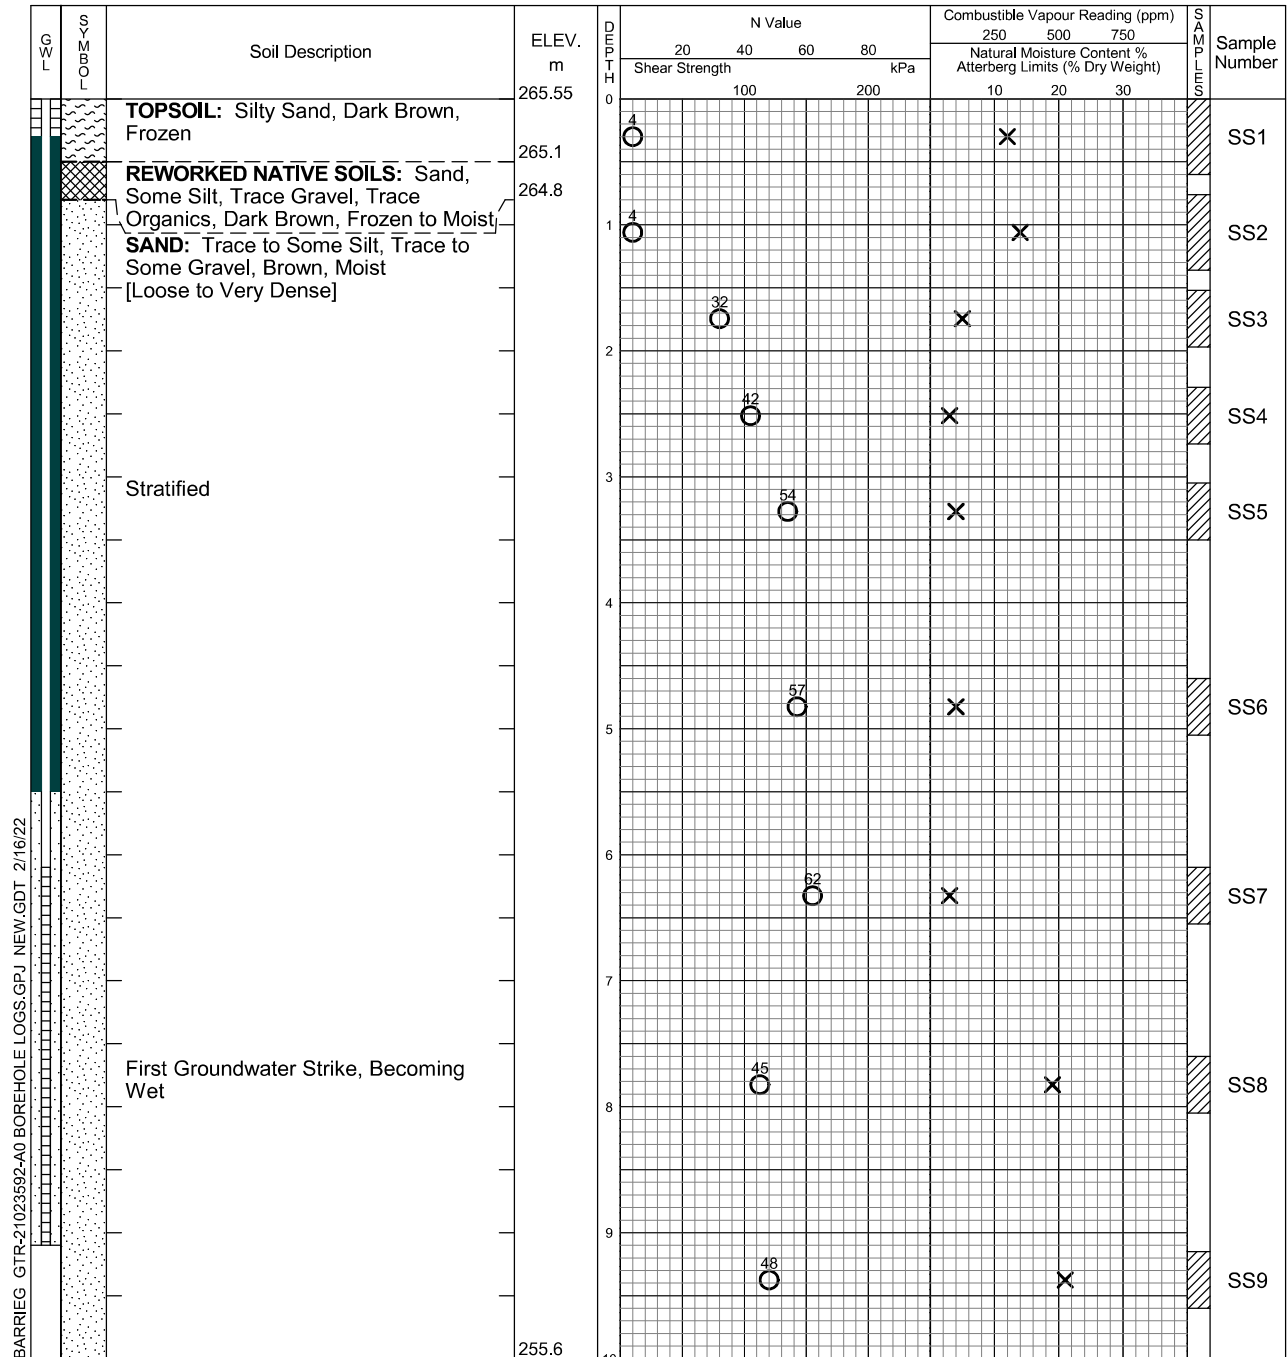 GWL
SYMBOL
Soil Description
ELEV.
m
DEPTH
N Value
20 40 60 80
Shear Strength kPa
100 200
Combustible Vapour Reading (ppm)
250 500 750
Natural Moisture Content %
Atterberg Limits (% Dry Weight)
10 20 30
SAMPLES
Sample
Number
265.55
0
TOPSOIL: Silty Sand, Dark Brown,
Frozen
4
SS1
265.1
REWORKED NATIVE SOILS: Sand,
Some Silt, Trace Gravel, Trace
Organics, Dark Brown, Frozen to Moist
264.8
4
1
SS2
SAND: Trace to Some Silt, Trace to
Some Gravel, Brown, Moist
[Loose to Very Dense]
32
SS3
2
42
SS4
3
Stratified
54
SS5
4
57
SS6
5
6
62
SS7
7
First Groundwater Strike, Becoming
Wet
45
SS8
8
9
48
SS9
255.6
10
BARRIEG GTR-21023592-A0 BOREHOLE LOGS.GPJ NEW.GDT 2/16/22